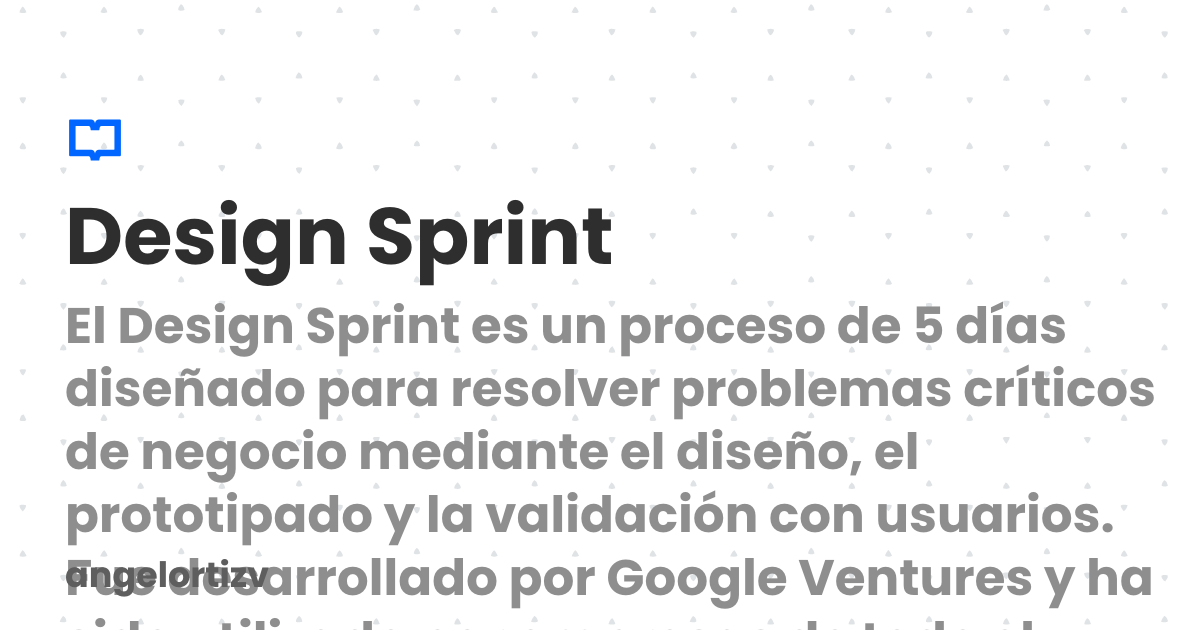 Design Sprint
El Design Sprint es un proceso de 5 días
diseñado para resolver problemas críticos
de negocio mediante el diseño, el
prototipado y la validación con usuarios.
Fue desarrollado por Google Ventures y ha
angelortizv